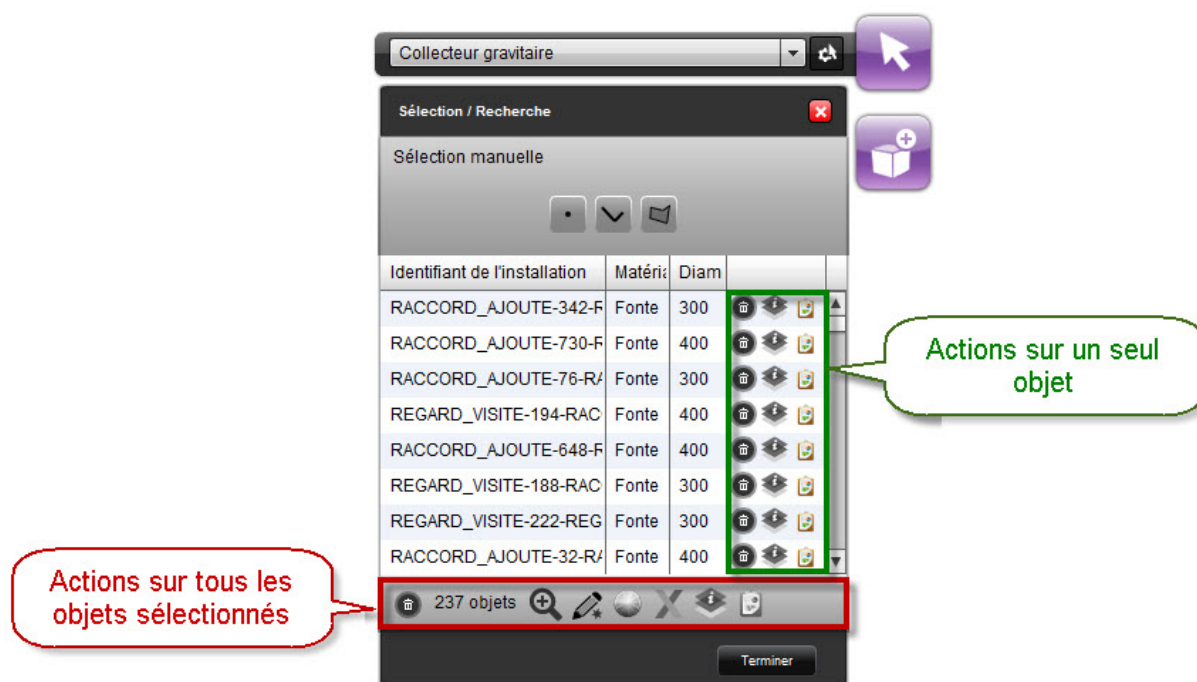 Collecteur gravitaire
Sélection / Recherche
Sélection manuelle
Identifiant de l'installation Matéria Diam
RACCORD_AJOUTE-342-R Fonte 300
RACCORD_AJOUTE-730-R Fonte 400
RACCORD_AJOUTE-76-RA Fonte 300
REGARD_VISITE-194-RAC Fonte 400
RACCORD_AJOUTE-648-R Fonte 400
REGARD_VISITE-188-RAC Fonte 300
REGARD_VISITE-222-REG Fonte 300
RACCORD_AJOUTE-32-RA Fonte 400
Actions sur un seul
objet
Actions sur tous les
objets sélectionnés
237 objets
Terminer